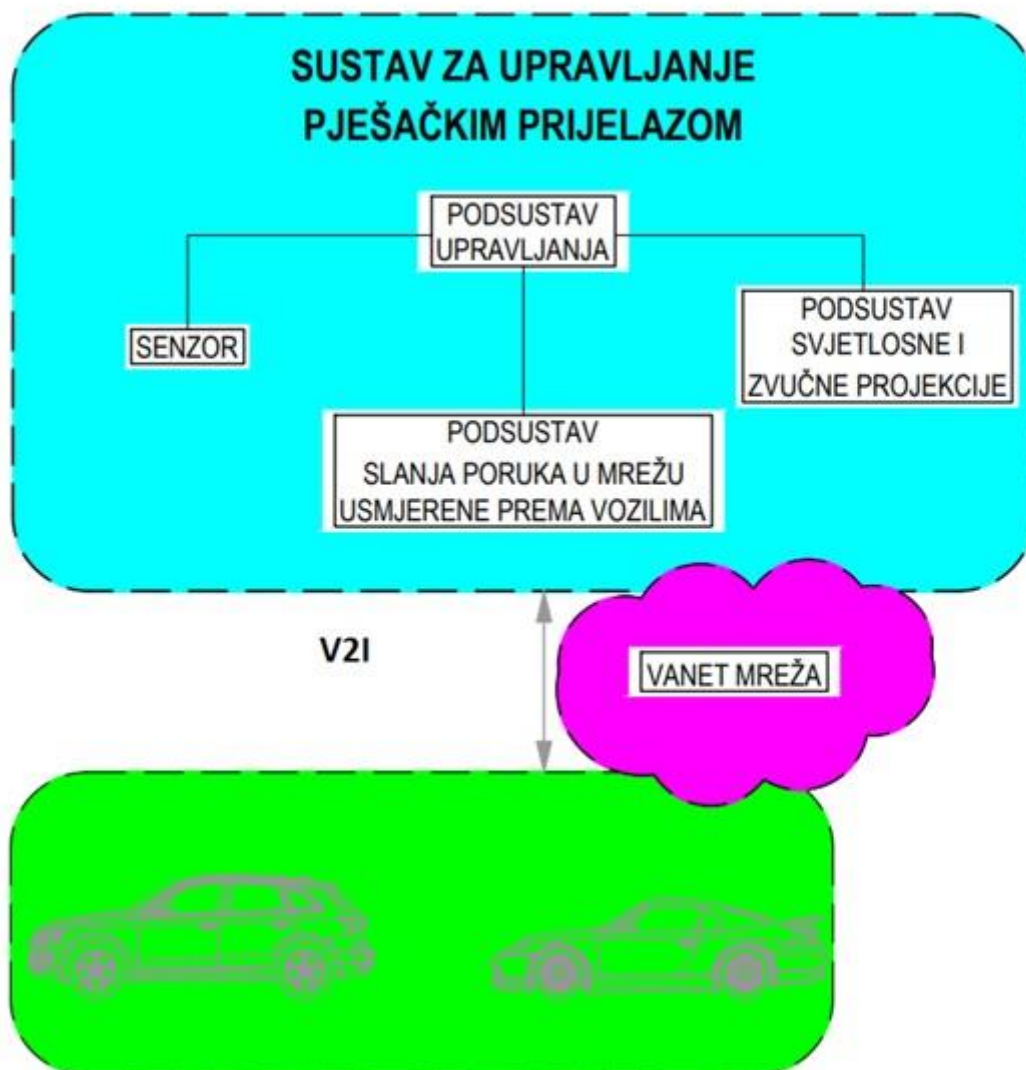 SUSTAV ZA UPRAVLJANJE
PJEŠAČKIM PRIJELAZOM
PODSUSTAV
UPRAVLJANJA
SENZOR
PODSUSTAV
SVJETLOSNE I
ZVUČNE PROJEKCIJE
PODSUSTAV
SLANJA PORUKA U MREŽU
USMJERENE PREMA VOZILIMA
V2I
VANET MREŽA